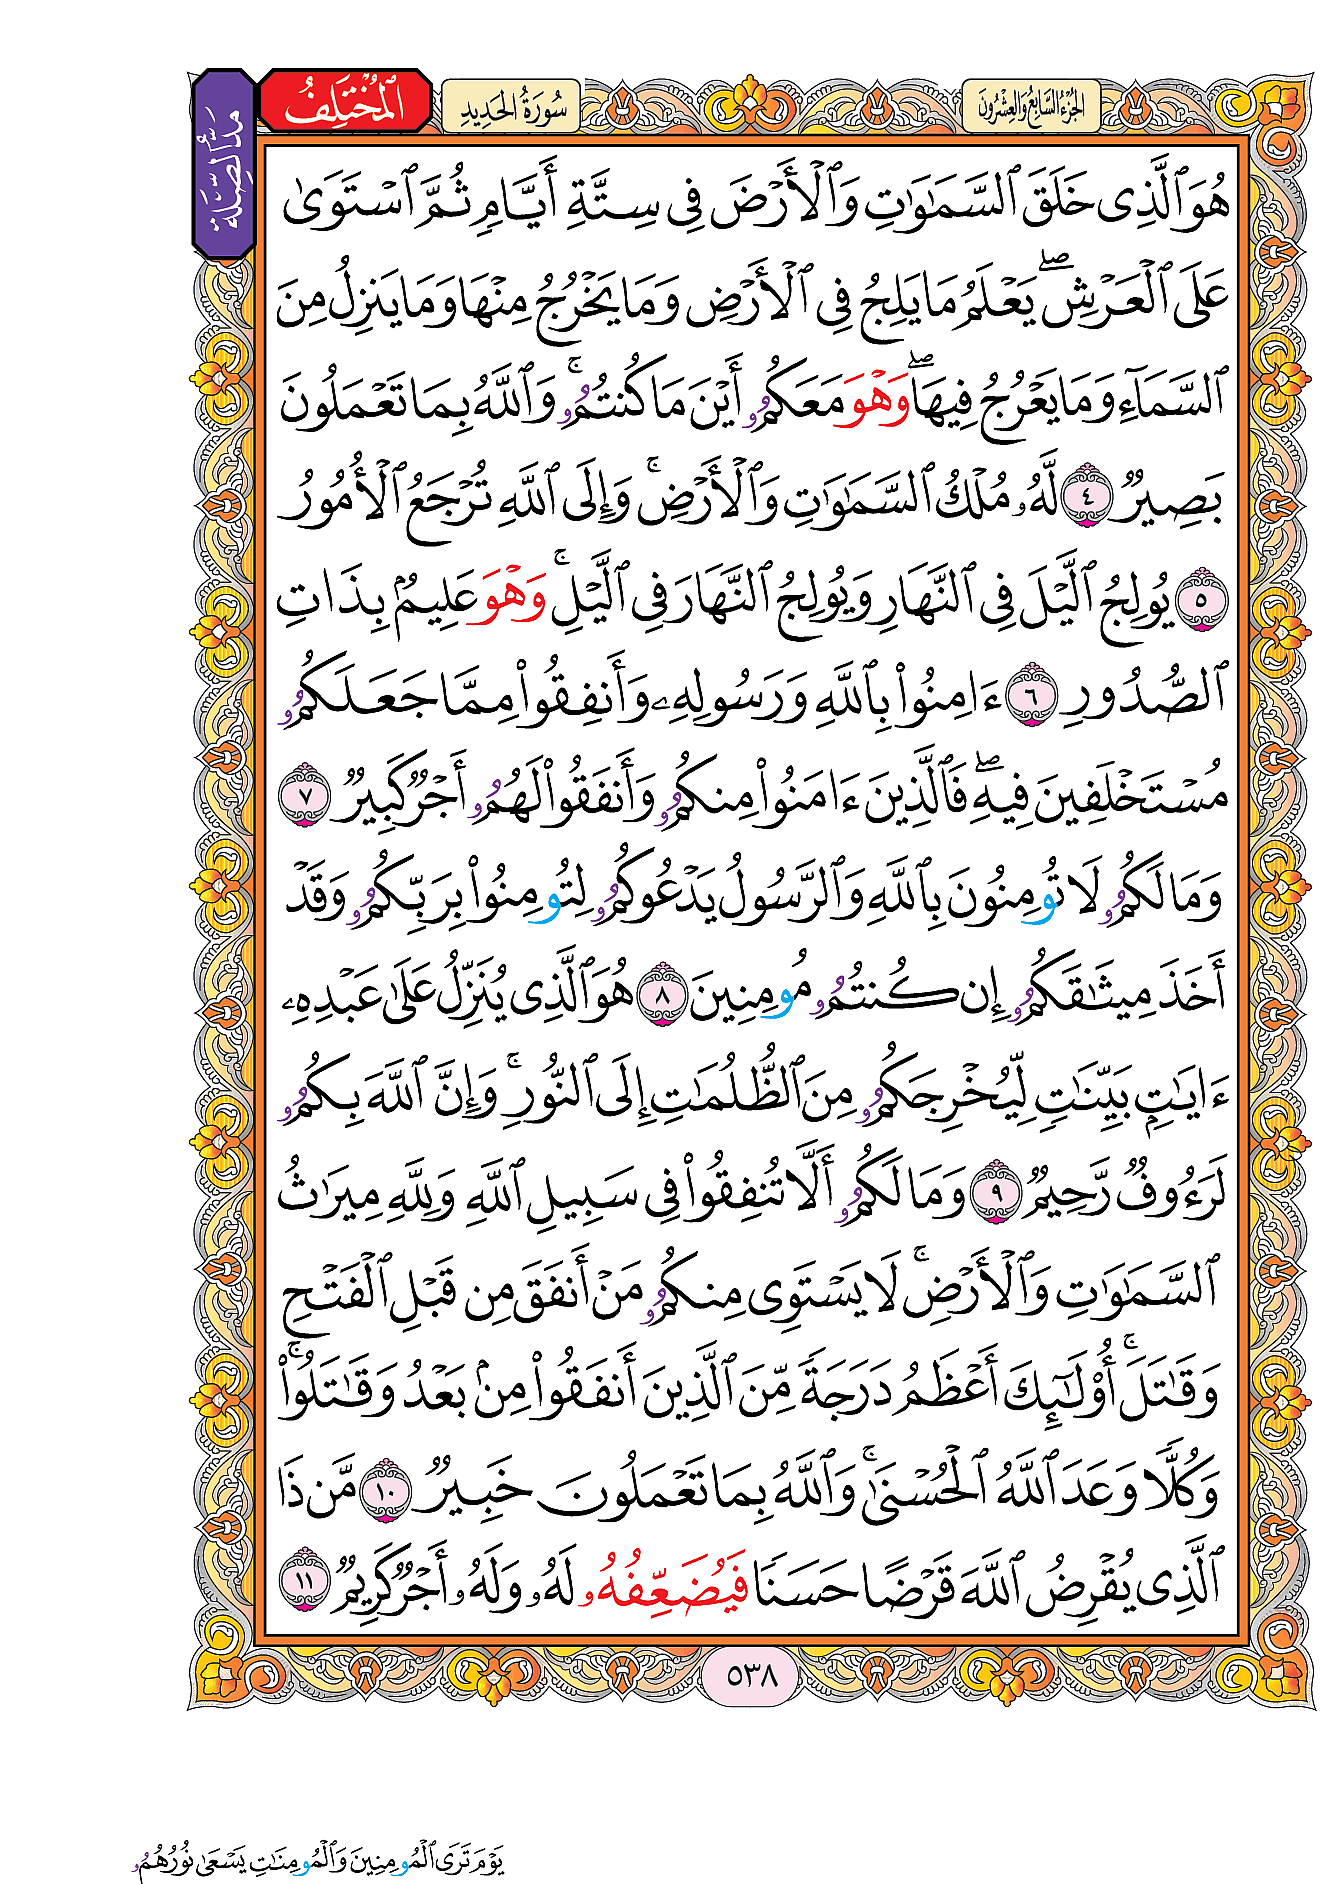 الجزء السابع والعشرون
سورة الحديد
المختلف
مد الصلة
هُوَ ٱلَّذِى خَلَقَ ٱلسَّمَٰوَٰتِ وَٱلْأَرْضَ فِى سِتَّةِ أَيَّامٍ ثُمَّ ٱسْتَوَىٰ
عَلَى ٱلْعَرْشِ ۖ يَعْلَمُ مَا يَلِجُ فِى ٱلْأَرْضِ وَمَا يَخْرُجُ مِنْهَا وَمَا يَنزِلُ مِنَ
ٱلسَّمَآءِ وَمَا يَعْرُجُ فِيهَا ۖ وَهْوَ مَعَكُمُۥ أَيْنَ مَا كُنتُمُۥ ۚ وَٱللَّهُ بِمَا تَعْمَلُونَ
بَصِيرٌ ٤ لَّهُۥ مُلْكُ ٱلسَّمَٰوَٰتِ وَٱلْأَرْضِ ۚ وَإِلَى ٱللَّهِ تُرْجَعُ ٱلْأُمُورُ
٥ يُولِجُ ٱلَّيْلَ فِى ٱلنَّهَارِ وَيُولِجُ ٱلنَّهَارَ فِى ٱلَّيْلِ ۚ وَهْوَ عَلِيمٌۢ بِذَاتِ
ٱلصُّدُورِ ٦ ءَامِنُوا۟ بِٱللَّهِ وَرَسُولِهِۦ وَأَنفِقُوا۟ مِمَّا جَعَلَكُمُۥ
مُسْتَخْلَفِينَ فِيهِ ۖ فَٱلَّذِينَ ءَامَنُوا۟ مِنكُمُۥ وَأَنفَقُوا۟ لَهُمُۥ أَجْرٌ كَبِيرٌ ٧
وَمَا لَكُمُۥ لَا تُومِنُونَ بِٱللَّهِ وَٱلرَّسُولُ يَدْعُوكُمُۥ لِتُومِنُوا۟ بِرَبِّكُمُۥ وَقَدْ
أَخَذَ مِيثَٰقَكُمُۥ إِن كُنتُمُۥ مُومِنِينَ ٨ هُوَ ٱلَّذِى يُنَزِّلُ عَلَىٰ عَبْدِهِۦ
ءَايَٰتٍۭ بَيِّنَٰتٍ لِّيُخْرِجَكُمُۥ مِنَ ٱلظُّلُمَٰتِ إِلَى ٱلنُّورِ ۚ وَإِنَّ ٱللَّهَ بِكُمُۥ
لَرَءُوفٌ رَّحِيمٌ ٩ وَمَا لَكُمُۥ أَلَّا تُنفِقُوا۟ فِى سَبِيلِ ٱللَّهِ وَلِلَّهِ مِيرَٰثُ
ٱلسَّمَٰوَٰتِ وَٱلْأَرْضِ ۚ لَا يَسْتَوِى مِنكُمُۥ مَنْ أَنفَقَ مِن قَبْلِ ٱلْفَتْحِ
وَقَٰتَلَ ۚ أُو۟لَٰٓئِكَ أَعْظَمُ دَرَجَةً مِّنَ ٱلَّذِينَ أَنفَقُوا۟ مِنۢ بَعْدُ وَقَٰتَلُوا۟ ۚ
وَكُلًّا وَعَدَ ٱللَّهُ ٱلْحُسْنَىٰ ۚ وَٱللَّهُ بِمَا تَعْمَلُونَ خَبِيرٌ ١٠ مَّن ذَا
ٱلَّذِى يُقْرِضُ ٱللَّهَ قَرْضًا حَسَنًا فَيُضَعِّفُهُۥ لَهُۥ وَلَهُۥ أَجْرٌ كَرِيمٌ ١١
٥٣٨
يَوْمَ تَرَى ٱلْمُومِنِينَ وَٱلْمُومِنَٰتِ يَسْعَىٰ نُورُهُمُۥ